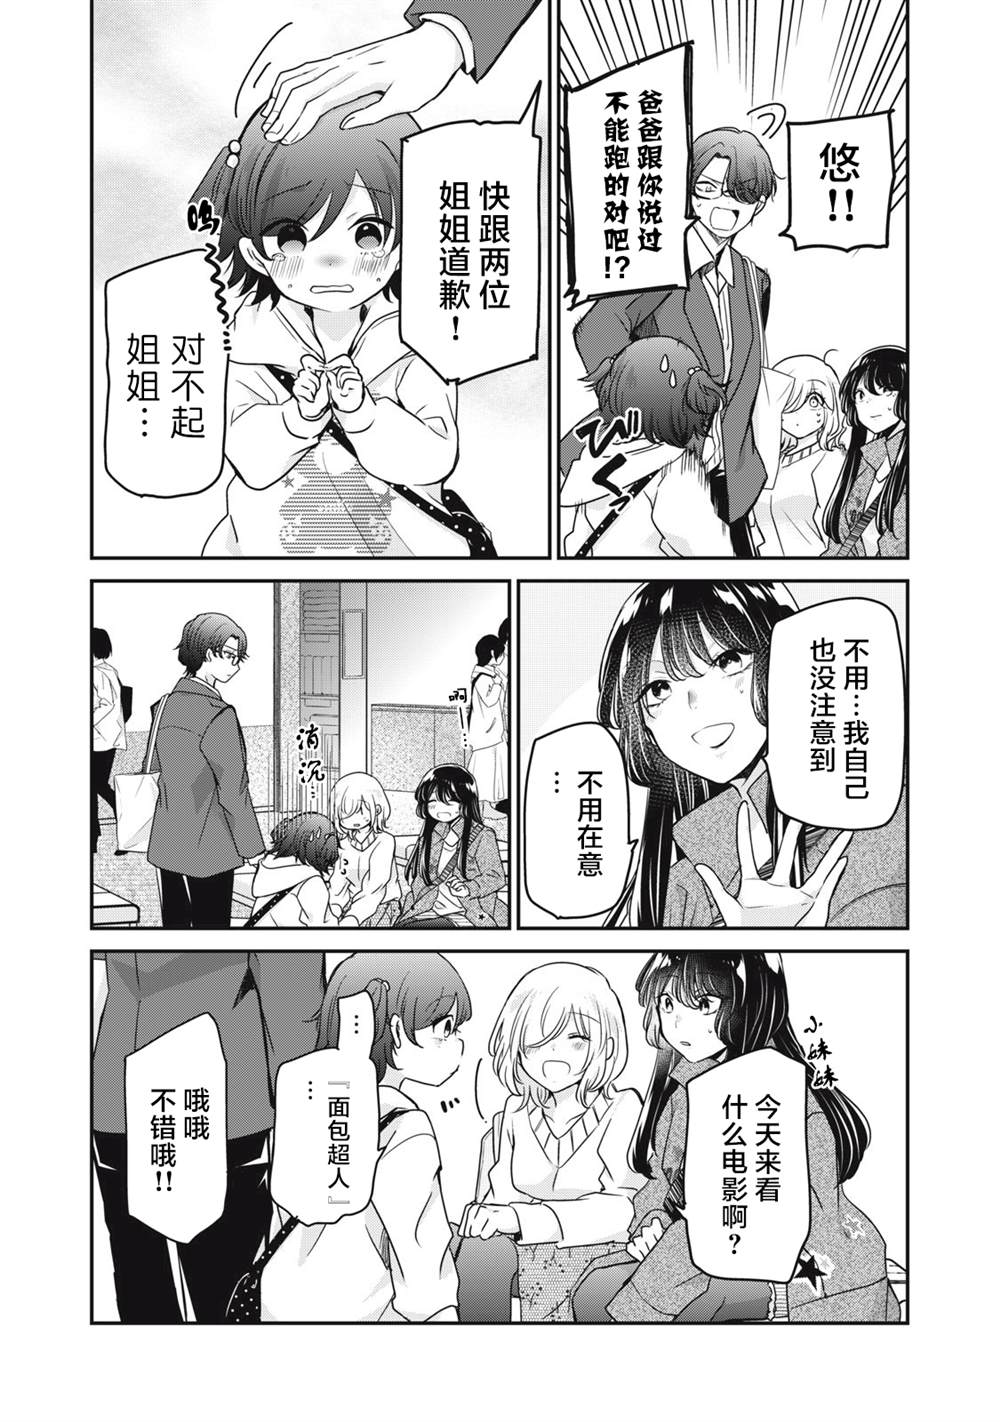 悠!!
爸爸跟你说过
不能跑的对吧!?
びく
快跟两位
姐姐道歉!
呜…
对不起
姐姐…
不用…我自己
也没注意到
不用在意
…
啊…
消沉…
小妹妹
今天来看
什么电影啊?
…
『面包超人』
…
哦哦
不错哦!!